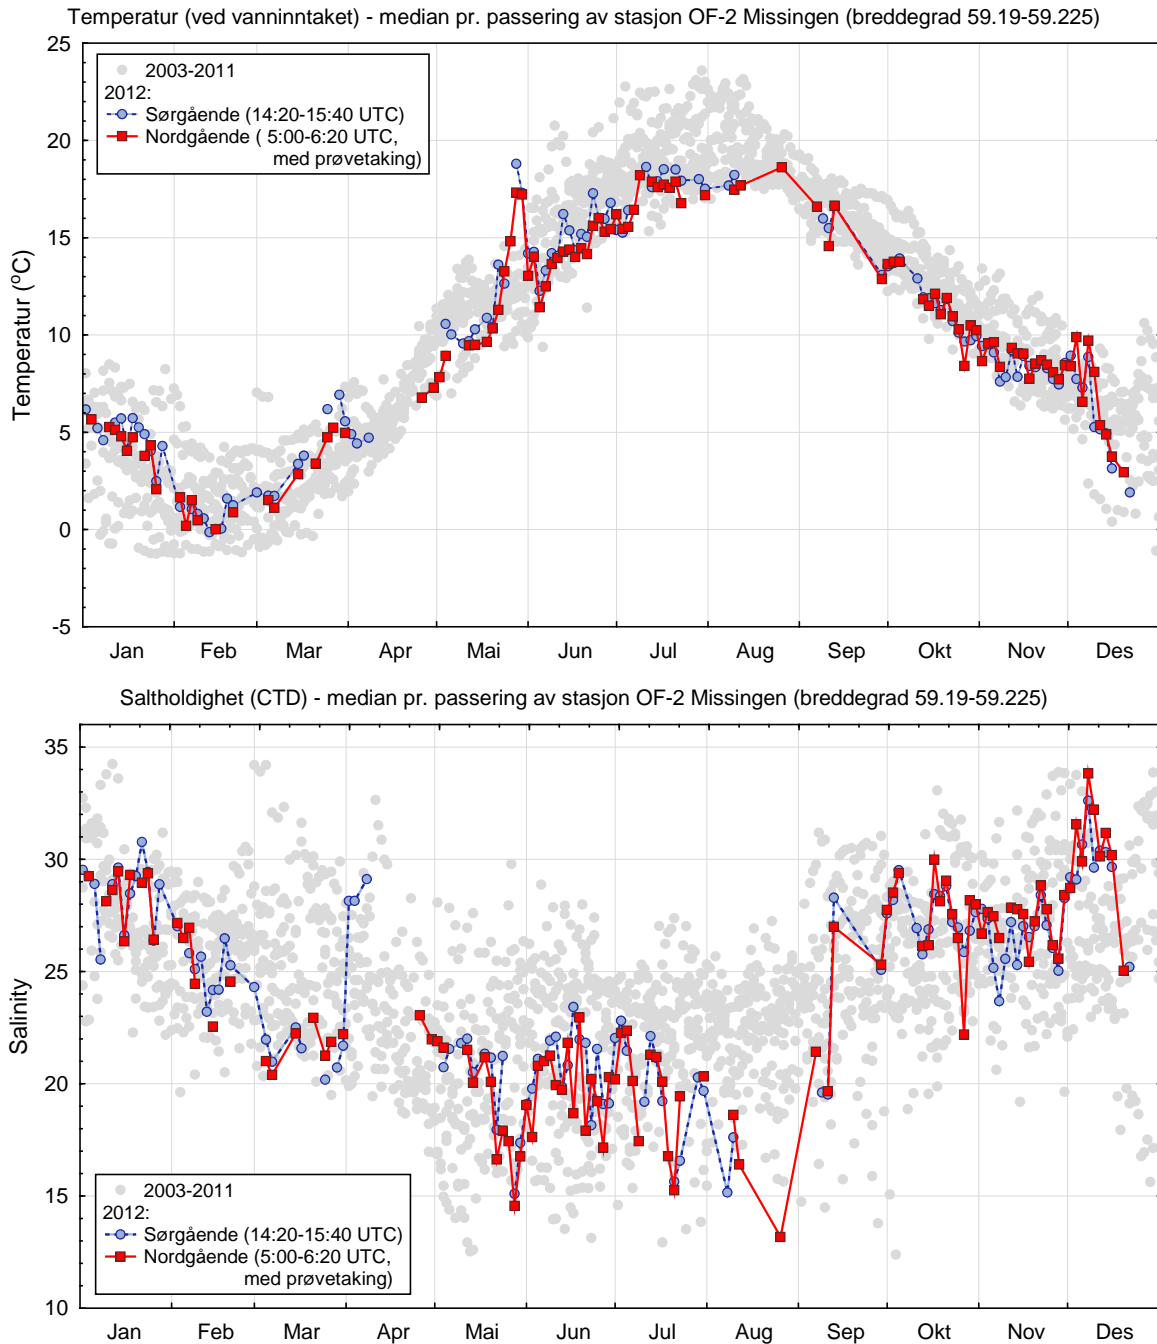 Temperatur (ved vanninntaket) - median pr. passering av stasjon OF-2 Missingen (breddegrad 59.19-59.225)
25
20
15
10
5
0
-5
Temperatur (°C)
2003-2011
2012:
Sørgående (14:20-15:40 UTC)
Nordgående ( 5:00-6:20 UTC,
med prøvetaking)
Jan Feb Mar Apr Mai Jun Jul Aug Sep Okt Nov Des
Saltholdighet (CTD) - median pr. passering av stasjon OF-2 Missingen (breddegrad 59.19-59.225)
35
30
25
20
15
10
Salinity
2003-2011
2012:
Sørgående (14:20-15:40 UTC)
Nordgående (5:00-6:20 UTC,
med prøvetaking)
Jan Feb Mar Apr Mai Jun Jul Aug Sep Okt Nov Des